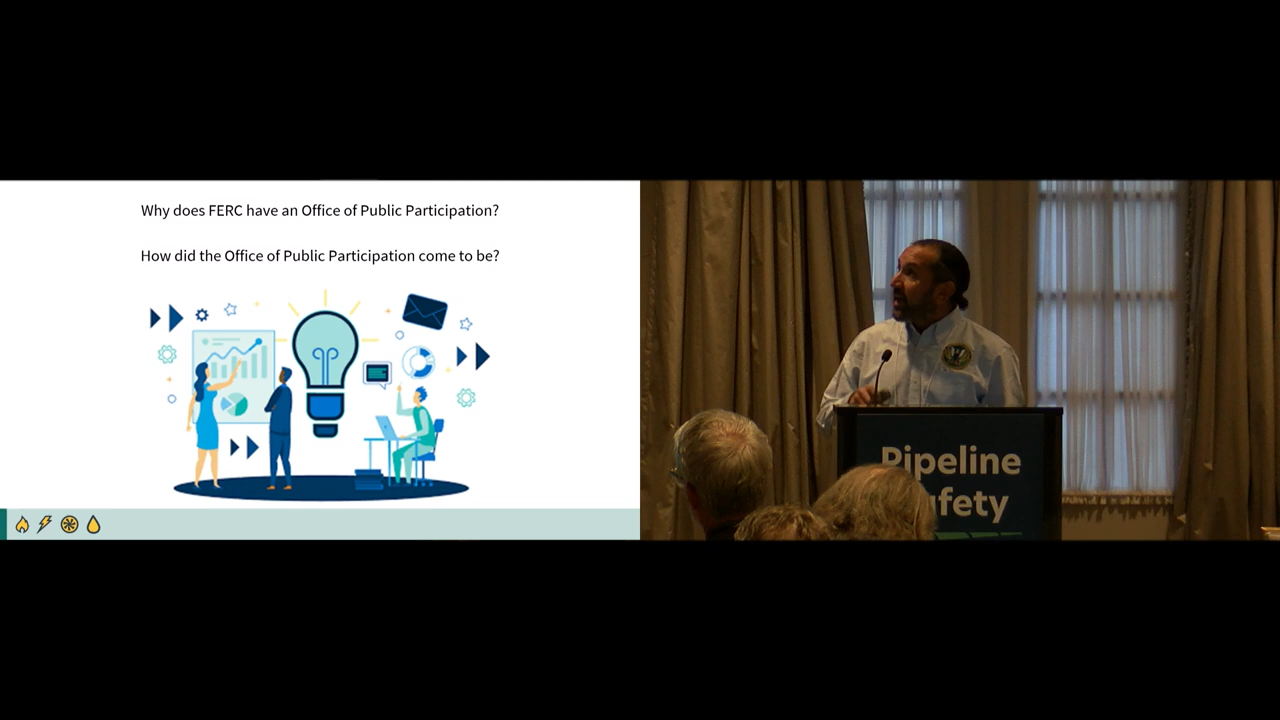 Why does FERC have an Office of Public Participation?
How did the Office of Public Participation come to be?
Pipeline
fety